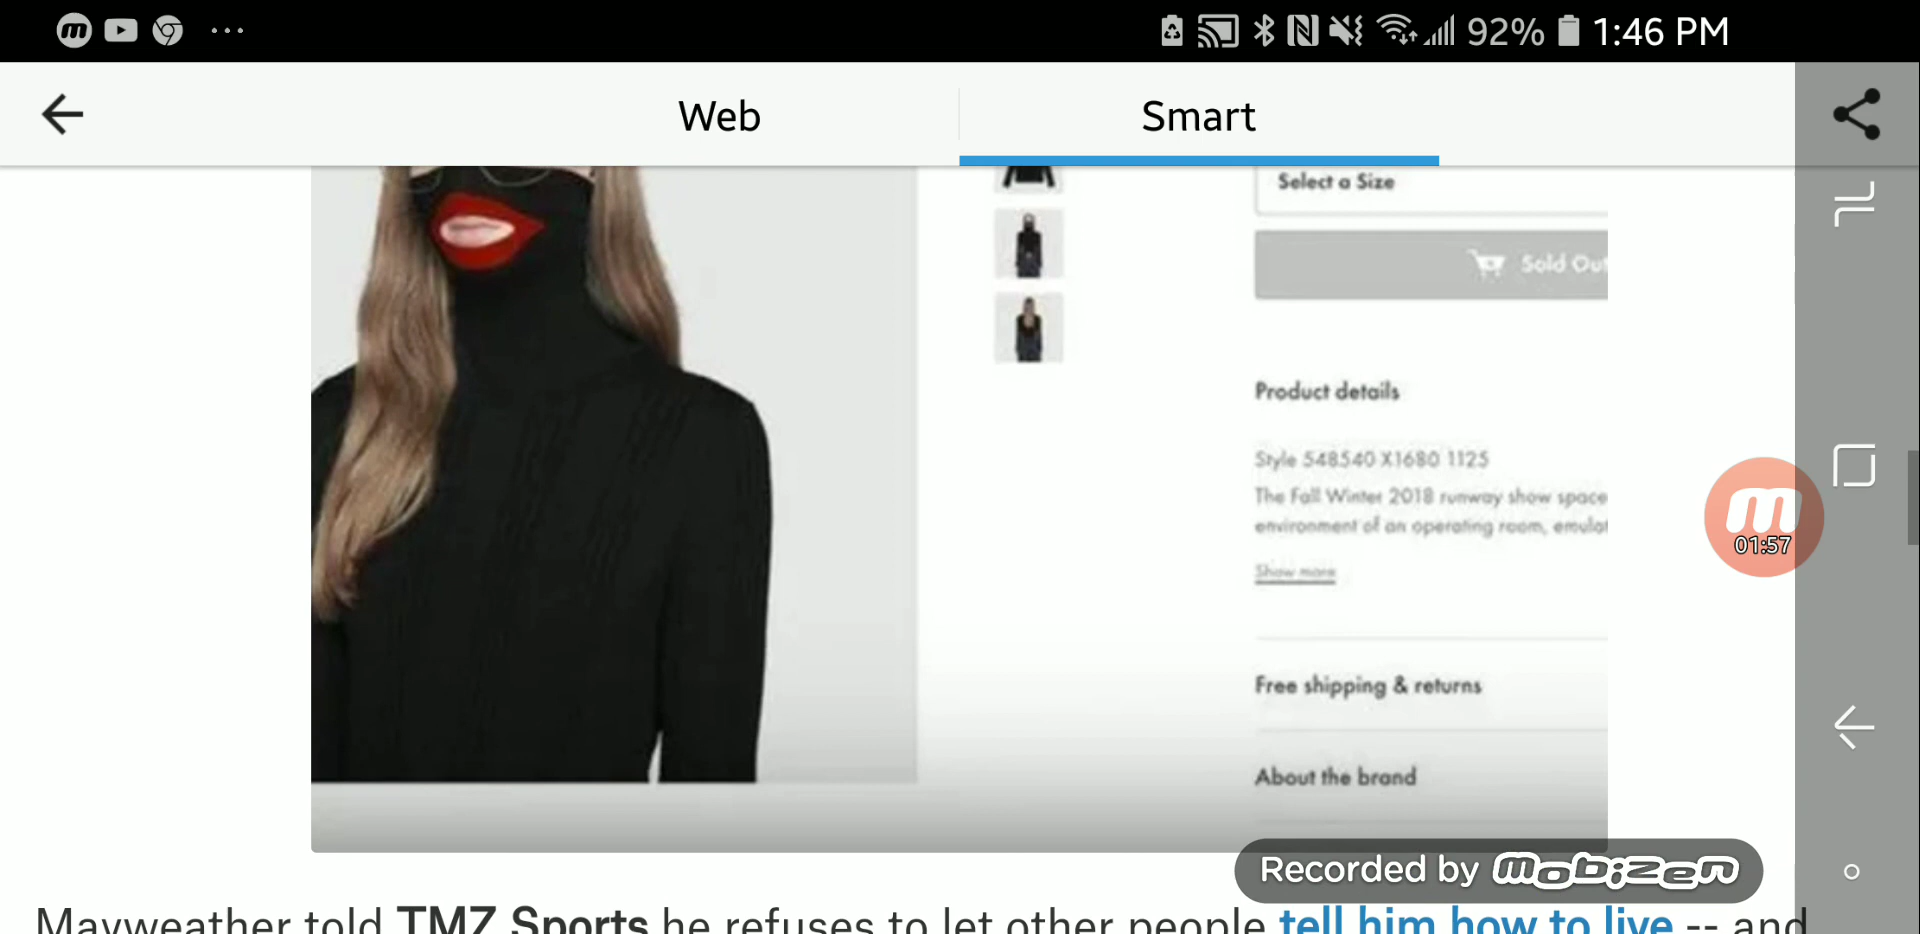 92% 1:46 PM
Web
Smart
Select a Size
Sold Out
Product details
Style 548540 X1680 1125
The Fall Winter 2018 runway show space
environment of an operating room, emulat
Show more
01:57
Free shipping & returns
About the brand
Recorded by mobizen
Mayweather told TMZ Sports he refuses to let other people tell him how to live -- and